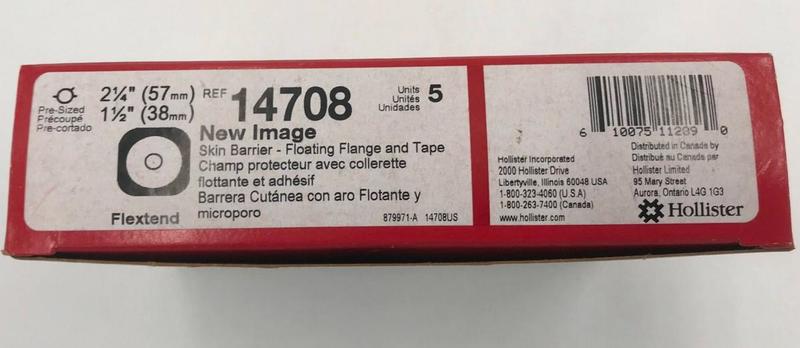 2¼" (57mm)
1½" (38mm)
Pre-Sized
Précoupé
Pre-cortado
REF 14708
Units
Unités
Unidades
5
New Image
Skin Barrier - Floating Flange and Tape
Champ protecteur avec collerette
flottante et adhésif
Barrera Cutánea con aro Flotante y
microporo
Flextend
879971-A 14708US
Hollister Incorporated
2000 Hollister Drive
Libertyville, Illinois 60048 USA
1-800-323-4060 (U.S.A.)
1-800-263-7400 (Canada)
www.hollister.com
6 10075 11209 0
Distributed in Canada by
Distribué au Canada par
Hollister Limited
95 Mary Street
Aurora, Ontario L4G 1G3
Hollister